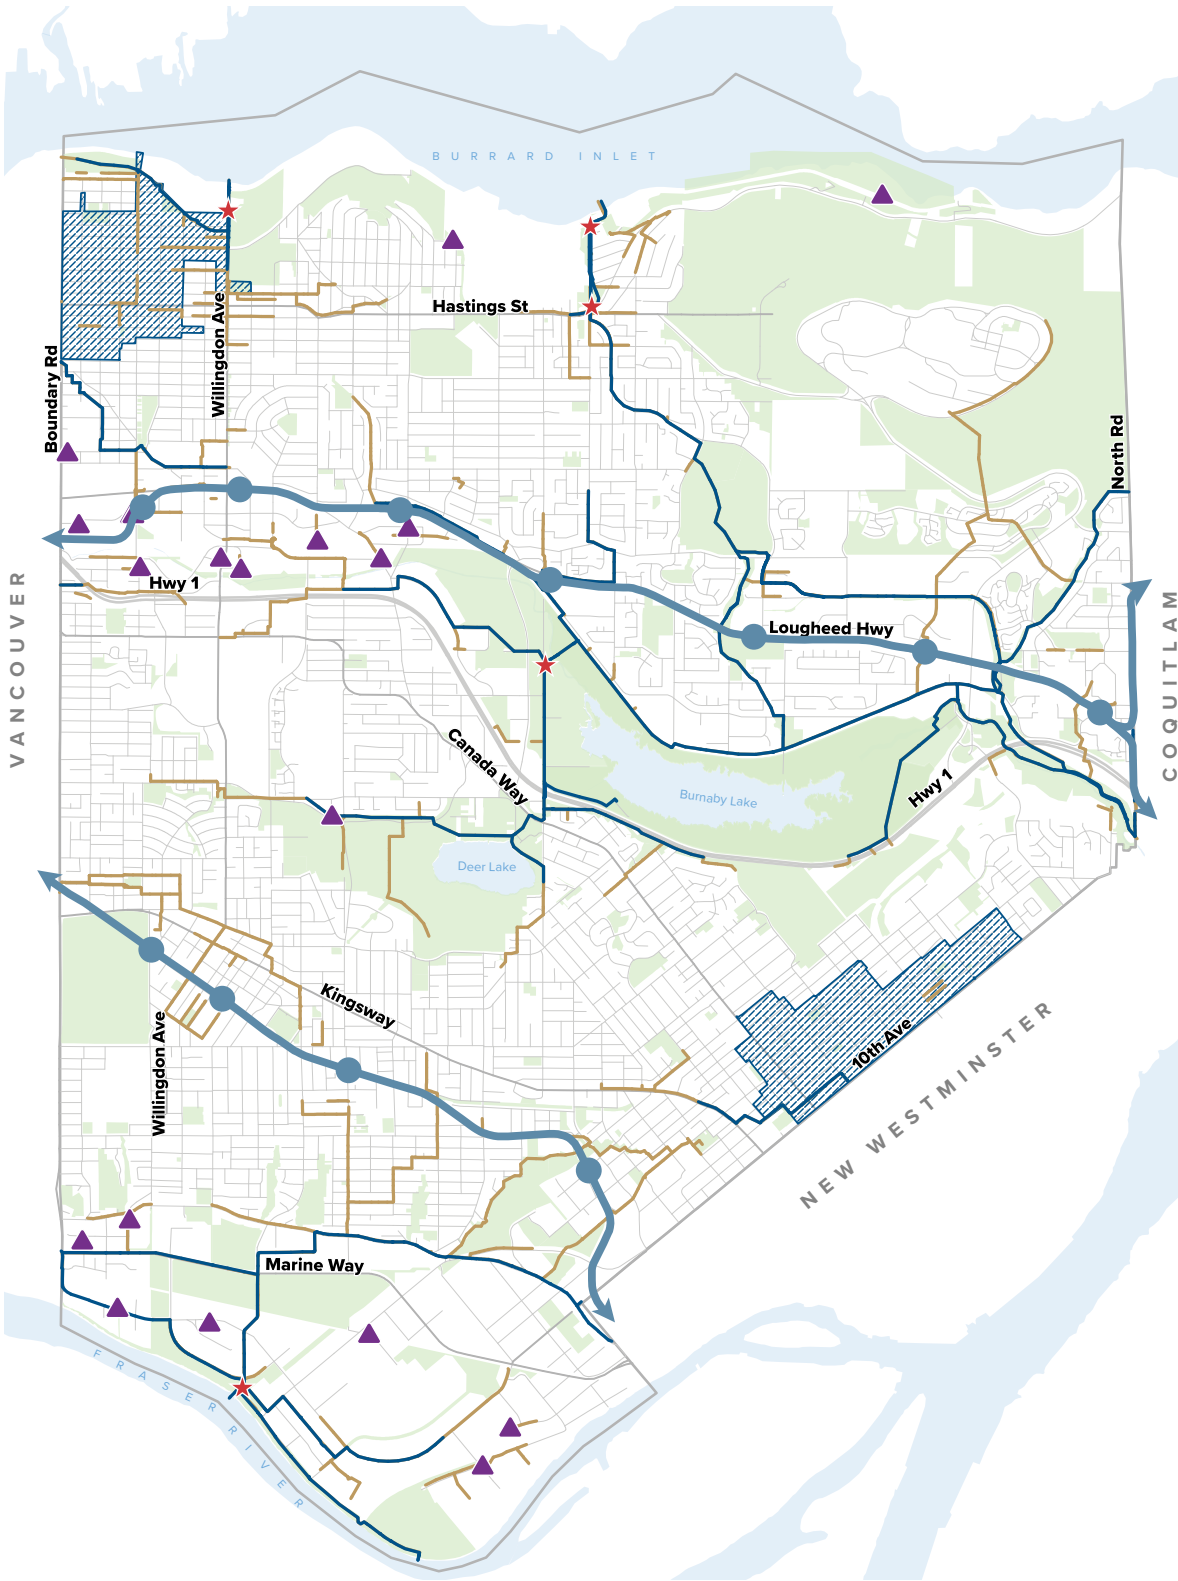 BURRARD INLET
Hastings St
Willingdon Ave
Boundary Rd
North Rd
VANCOUVER
Hwy 1
COQUITLAM
Lougheed Hwy
Canada Way
Burnaby Lake
Hwy 1
Deer Lake
Kingsway
Willingdon Ave
10th Ave
NEW WESTMINSTER
Marine Way
FRASER RIVER